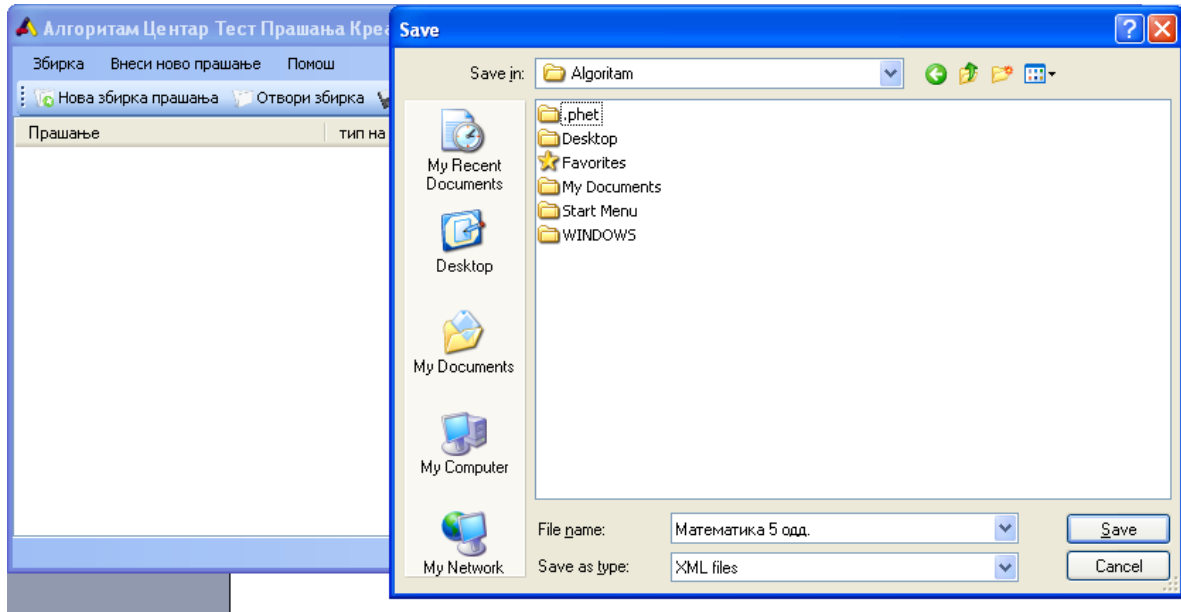 Алгоритам Центар Тест Прашања Креа
Збирка Внеси ново прашање Помош
Нова збирка прашања Отвори збирка
Прашање тип на
Save
Save in: Algoritam
My Recent Documents
Desktop
My Documents
My Computer
My Network
.phet
Desktop
Favorites
My Documents
Start Menu
WINDOWS
File name: Математика 5 одд. Save
Save as type: XML files Cancel